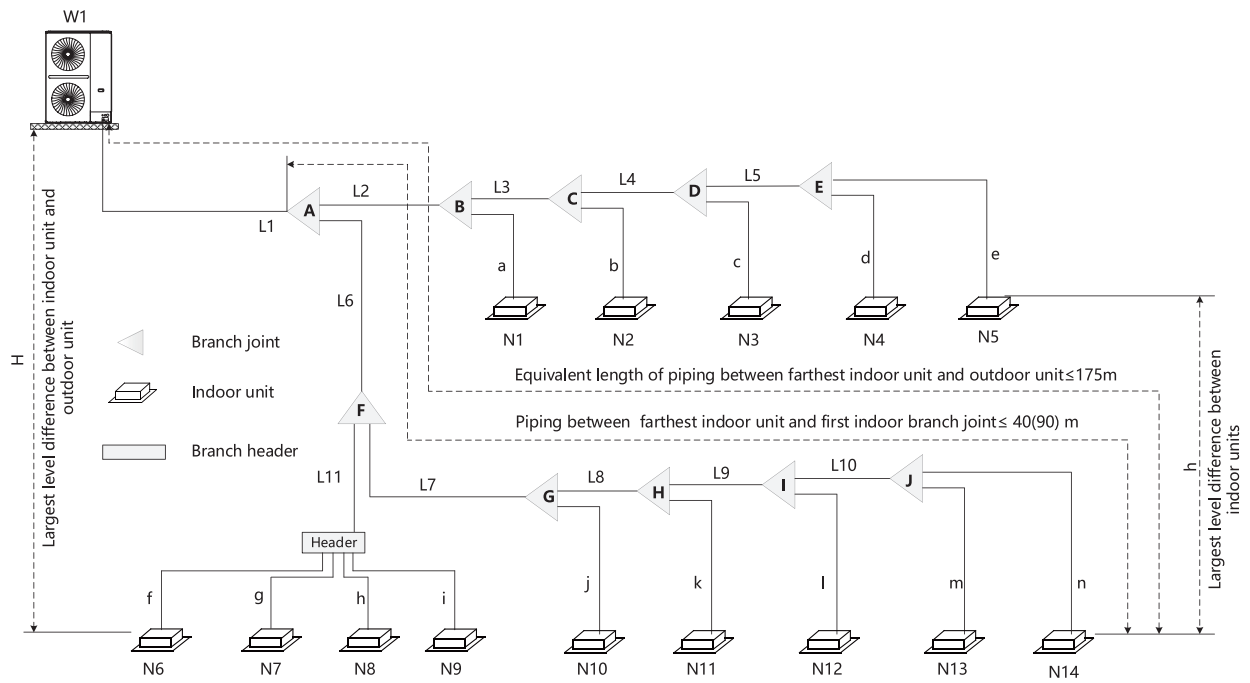 W1
L1
A
L2
B
L3
C
L4
D
L5
E
a
b
c
d
e
N1
N2
N3
N4
N5
L6
H
Largest level difference between indoor unit and
outdoor unit
Branch joint
Indoor unit
Branch header
Equivalent length of piping between farthest indoor unit and outdoor unit≤175m
Piping between farthest indoor unit and first indoor branch joint≤ 40(90) m
h
Largest level difference between
indoor units
F
L11
L7
G
L8
H
L9
I
L10
J
Header
f
g
h
i
j
k
l
m
n
N6
N7
N8
N9
N10
N11
N12
N13
N14